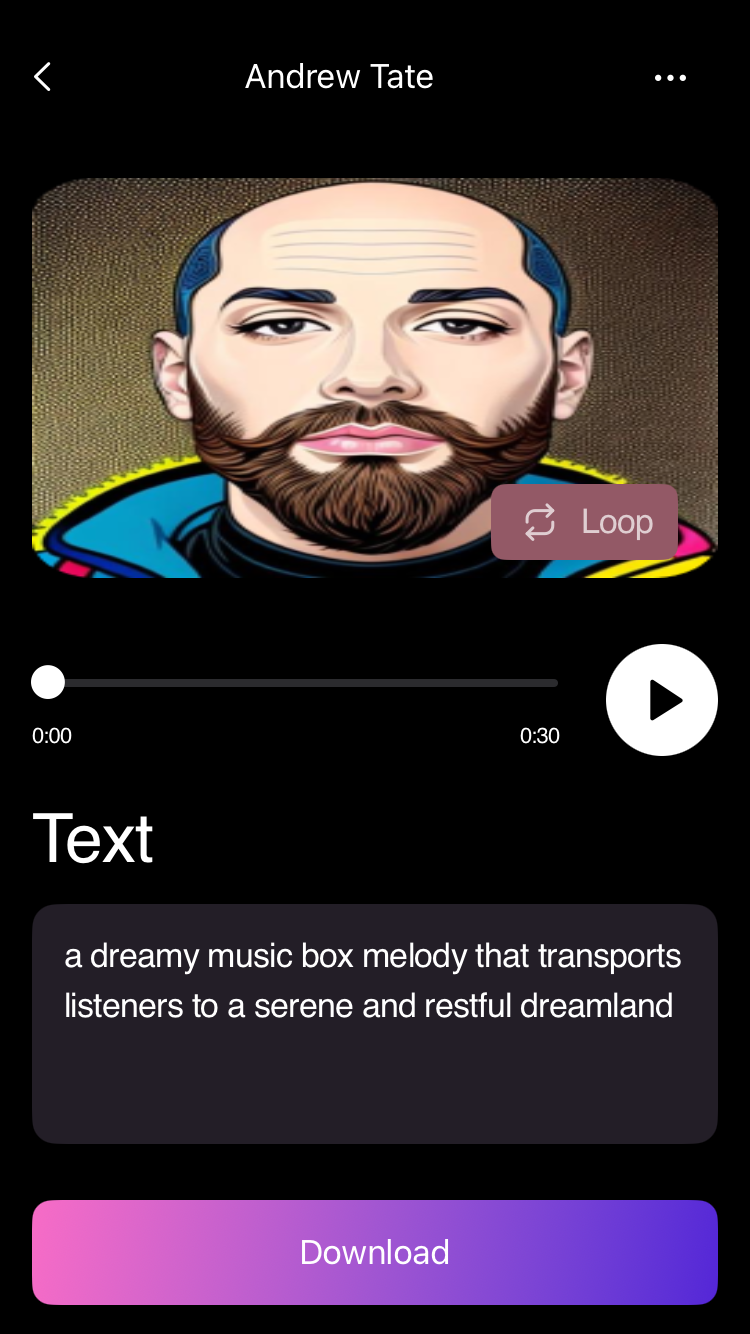 Andrew Tate
Loop
0:00
0:30
Text
a dreamy music box melody that transports
listeners to a serene and restful dreamland
Download